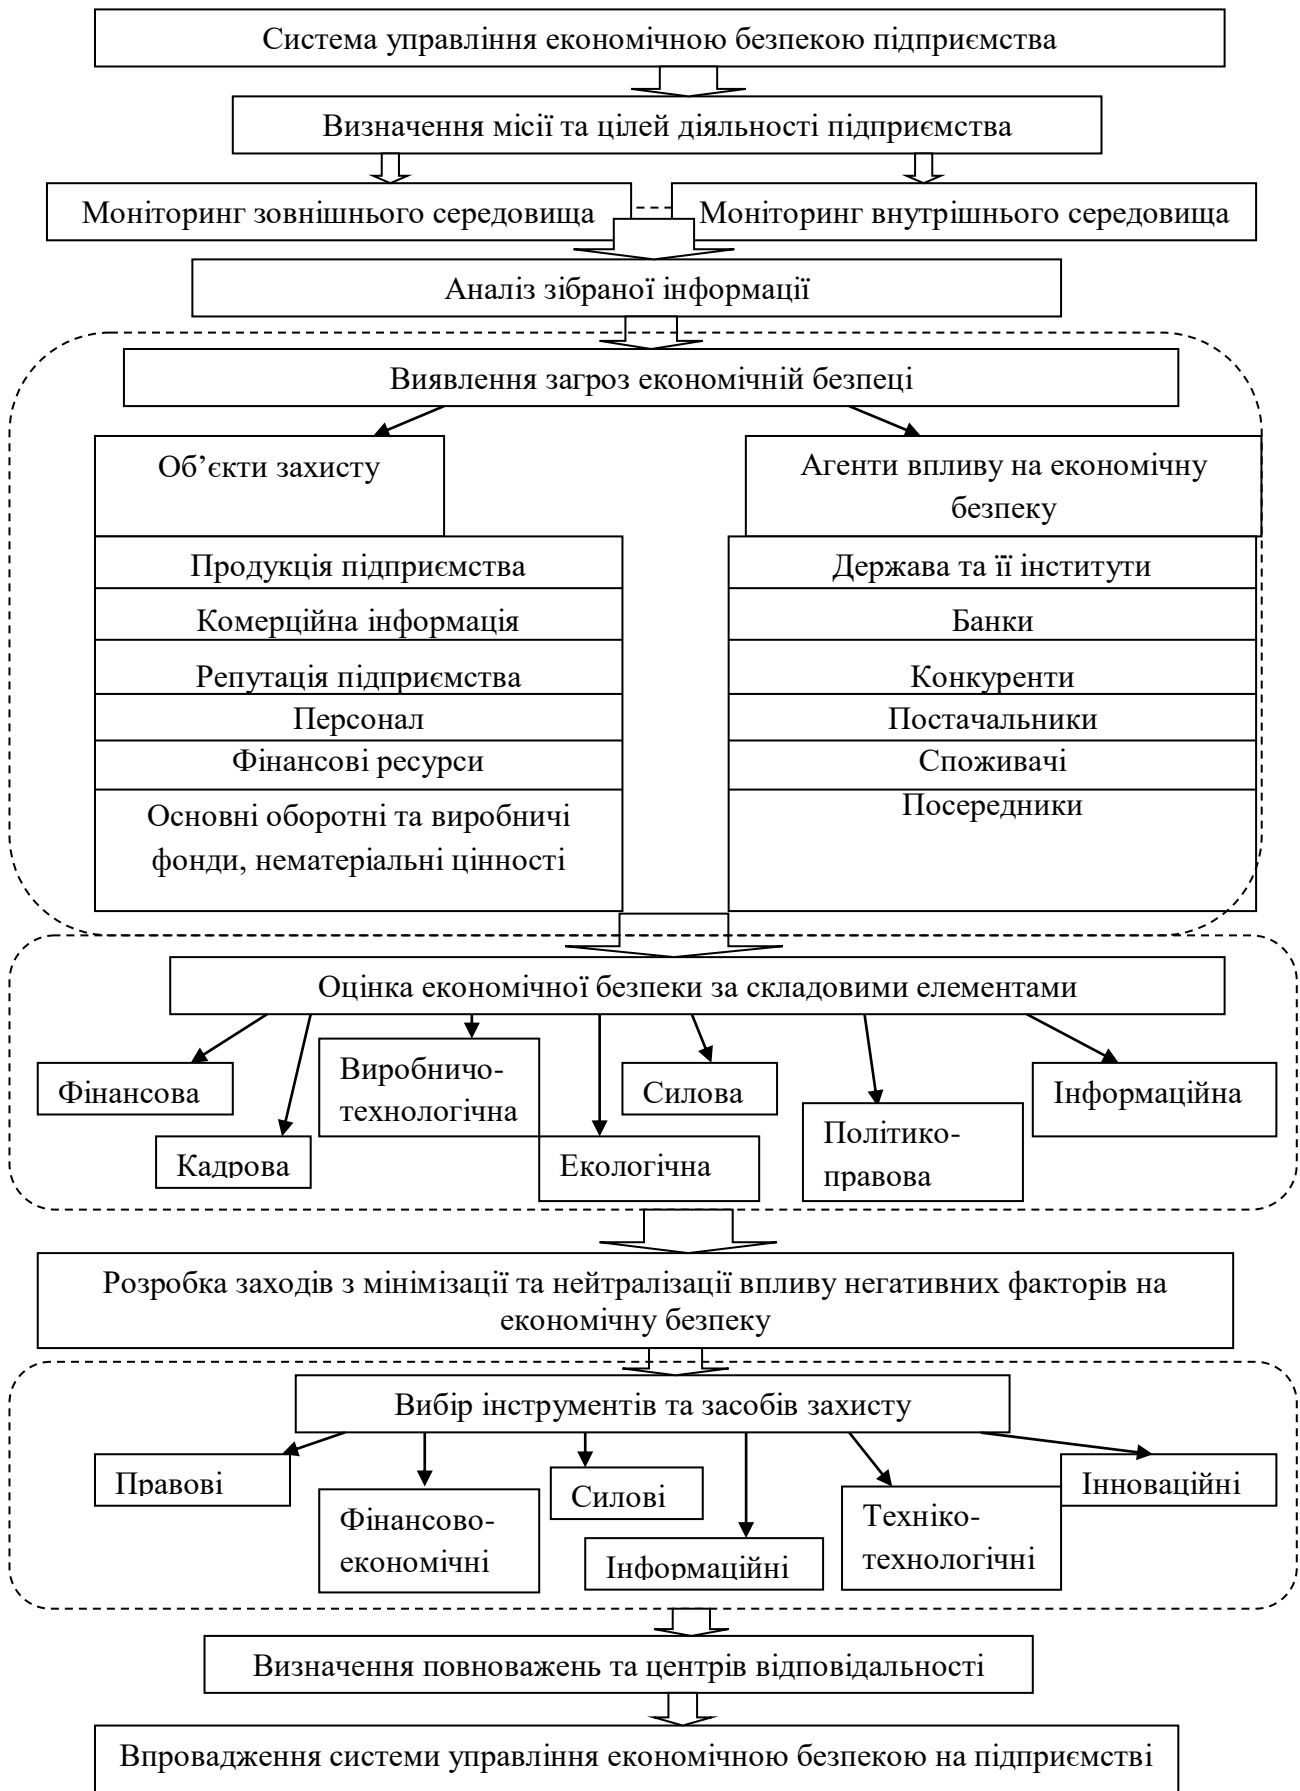 Система управління економічною безпекою підприємства
Визначення місії та цілей діяльності підприємства
Моніторинг зовнішнього середовища
Моніторинг внутрішнього середовища
Аналіз зібраної інформації
Виявлення загроз економічній безпеці
Об’єкти захисту
Продукція підприємства
Комерційна інформація
Репутація підприємства
Персонал
Фінансові ресурси
Основні оборотні та виробничі
фонди, нематеріальні цінності
Агенти впливу на економічну
безпеку
Держава та її інститути
Банки
Конкуренти
Постачальники
Споживачі
Посередники
Оцінка економічної безпеки за складовими елементами
Фінансова
Кадрова
Виробничо-
технологічна
Екологічна
Силова
Політико-
правова
Інформаційна
Розробка заходів з мінімізації та нейтралізації впливу негативних факторів на
економічну безпеку
Вибір інструментів та засобів захисту
Правові
Фінансово-
економічні
Силові
Інформаційні
Техніко-
технологічні
Інноваційні
Визначення повноважень та центрів відповідальності
Впровадження системи управління економічною безпекою на підприємстві